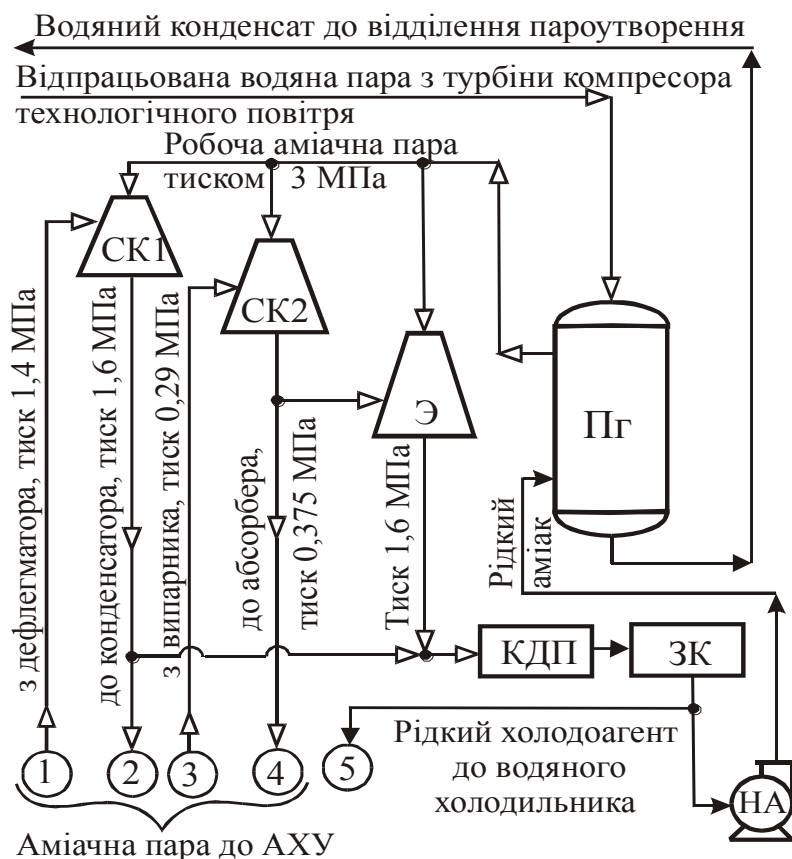 Водяний конденсат до відділення пароутворення
Відпрацьована водяна пара з турбіни компресора
технологічного повітря
Робоча аміачна пара
тиском 3 МПа
СК1
СК2
Э
Пг
з дефлегматора, тиск 1,4 МПа
до конденсатора, тиск 1,6 МПа
з випарника, тиск 0,29 МПа
до абсорбера,
тиск 0,375 МПа
Тиск 1,6 МПа
Рідкий
аміак
КДП
ЗК
1
2
3
4
5
Рідкий холодоагент
до водяного
холодильника
НА
Аміачна пара до АХУ